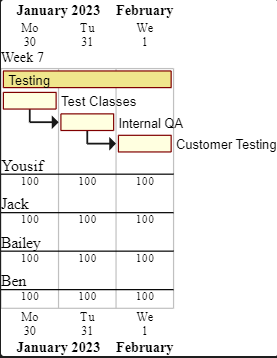 January 2023 February
Mo Tu We
30 31 1
Week 7
Testing
Test Classes
Internal QA
Customer Testing
Yousif
100 100 100
Jack
100 100 100
Bailey
100 100 100
Ben
100 100 100
Mo Tu We
30 31 1
January 2023 February